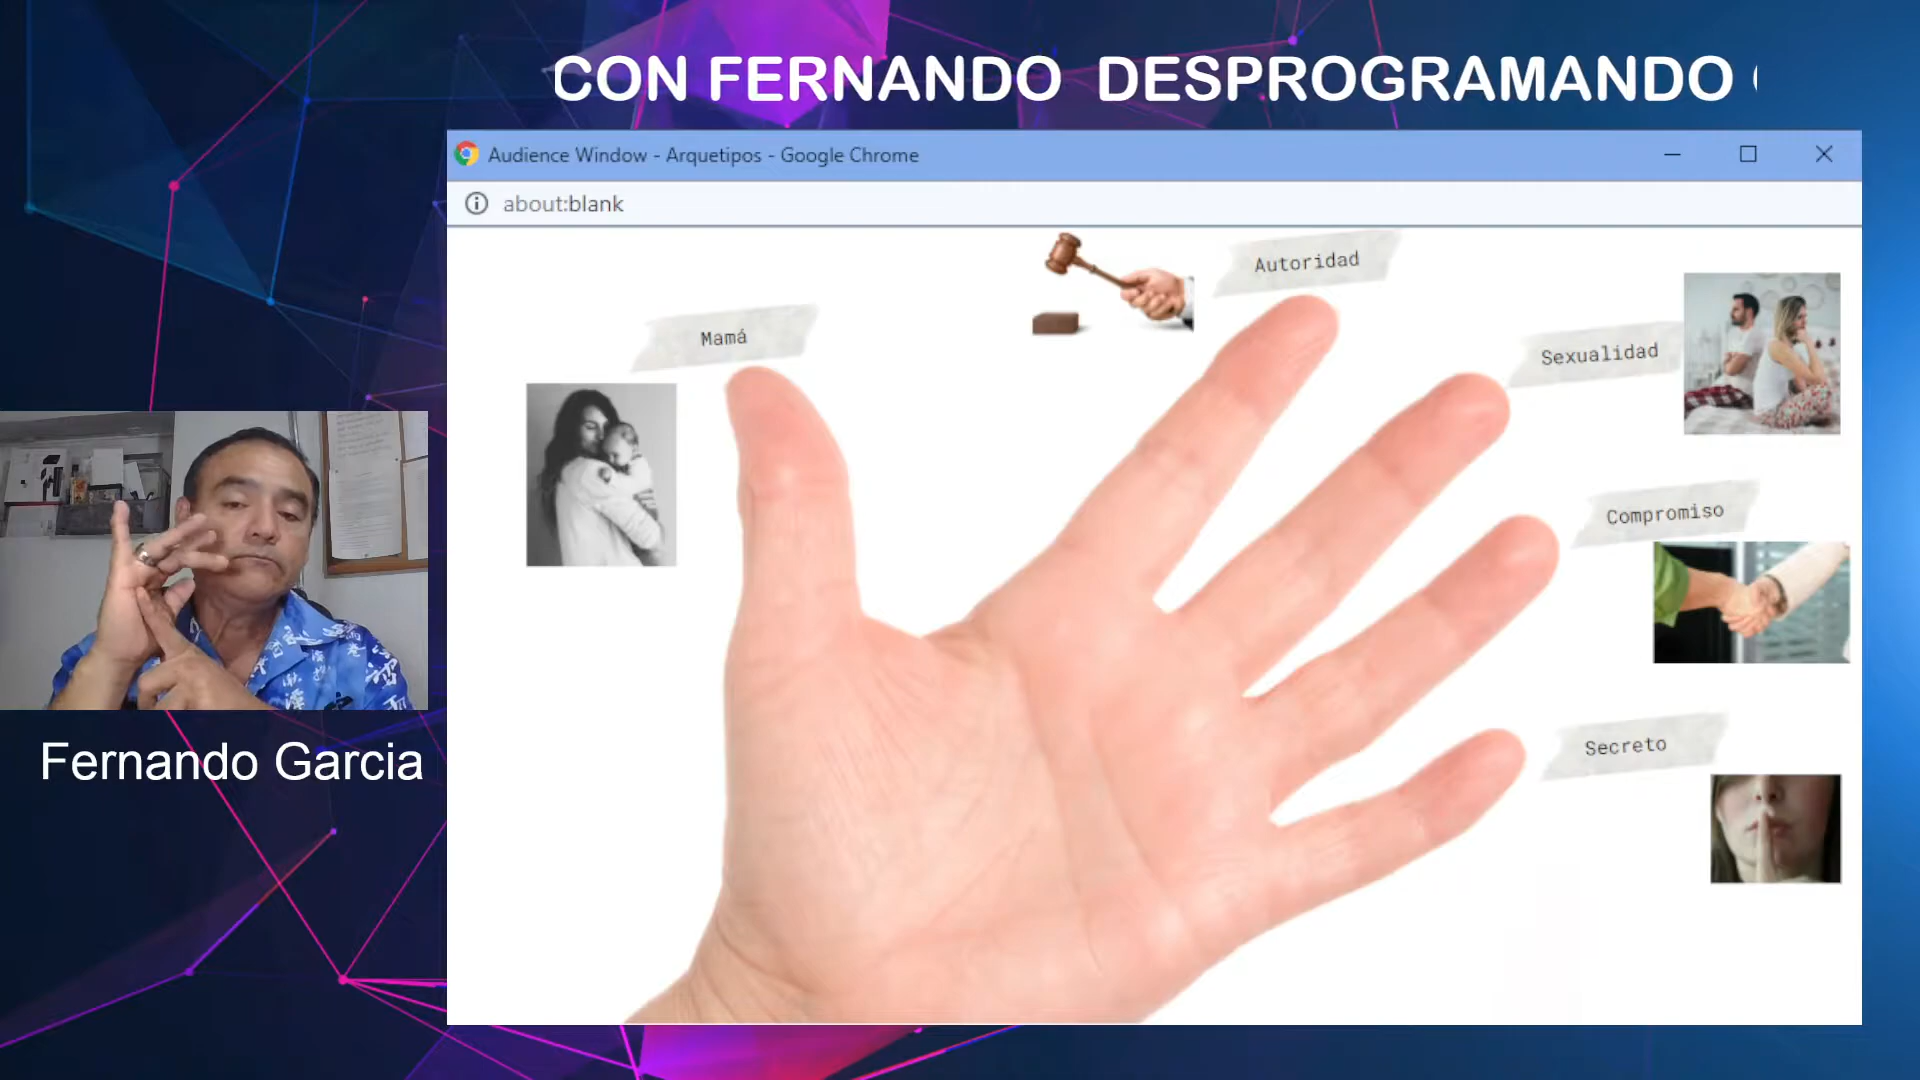 CON FERNANDO DESPROGRAMANDO
Audience Window - Arquetipos - Google Chrome
about:blank
Autoridad
Mamá
Sexualidad
Compromiso
Secreto
Fernando Garcia